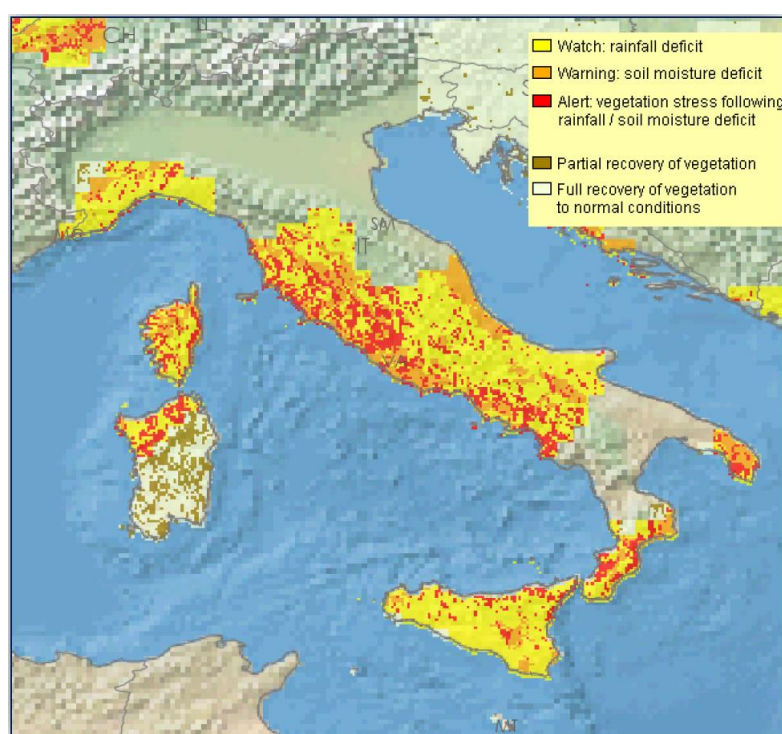 CH
Watch: rainfall deficit
Warning: soil moisture deficit
Alert: vegetation stress following
rainfall / soil moisture deficit
Partial recovery of vegetation
Full recovery of vegetation
to normal conditions
SM
IT
VA